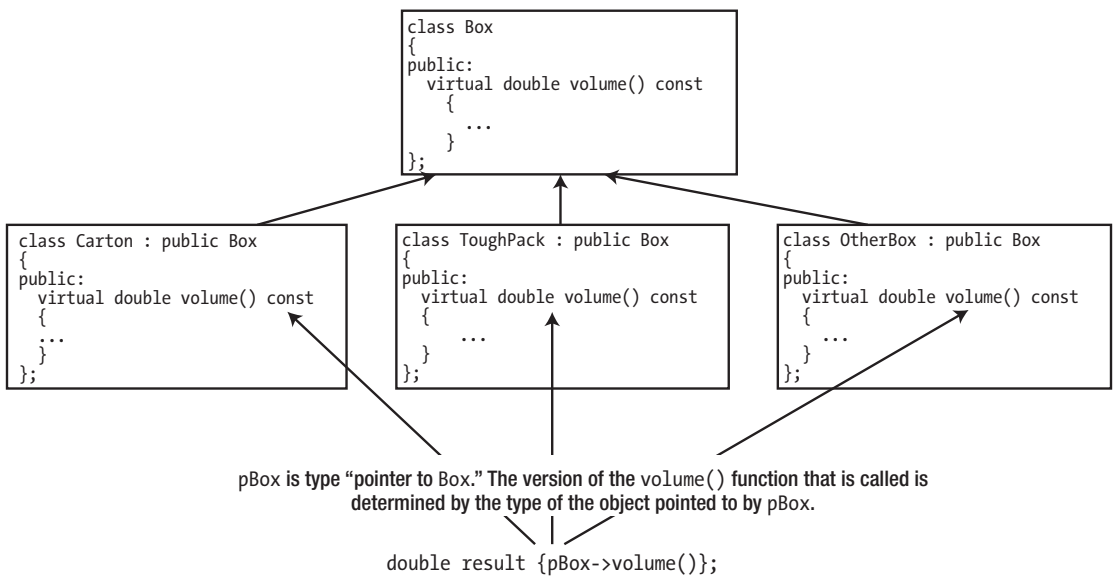 class Box
{
public:
virtual double volume() const
{
...
}
};
class Carton : public Box
{
public:
virtual double volume() const
{
...
}
};
class ToughPack : public Box
{
public:
virtual double volume() const
{
...
}
};
class OtherBox : public Box
{
public:
virtual double volume() const
{
...
}
};
pBox is type “pointer to Box.” The version of the volume() function that is called is
determined by the type of the object pointed to by pBox.
double result {pBox->volume()};